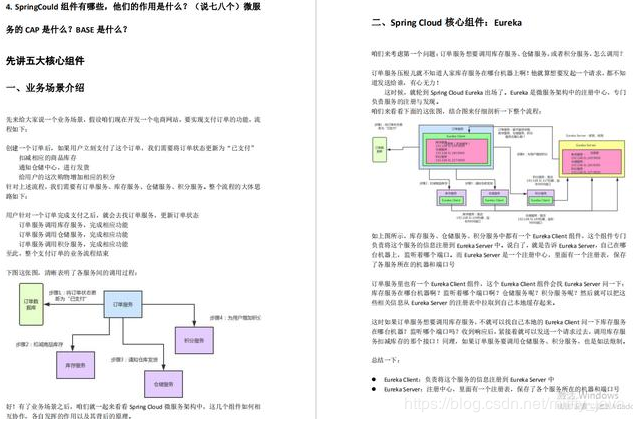 4. SpringCould 组件有哪些，他们的作用是什么？（说七八个）微服
务的 CAP 是什么？BASE 是什么？
先讲五大核心组件
一、业务场景介绍
先来给大家说一个业务场景，假设咱们现在开发一个电商网站，要实现支付订单的功能，流
程如下：
创建一个订单后，如果用户立刻支付了这个订单，我们需要将订单状态更新为“已支付”
扣减相应的商品库存
通知仓储中心，进行发货
给用户的这次购物增加相应的积分
针对上述流程，我们需要有订单服务、库存服务、仓储服务、积分服务。整个流程的大体思
路如下：
用户针对一个订单完成支付之后，就会去找订单服务，更新订单状态
订单服务调用库存服务，完成相应功能
订单服务调用仓储服务，完成相应功能
订单服务调用积分服务，完成相应功能
至此，整个支付订单的业务流程结束
下面这张图，清晰表明了各服务间的调用过程：
订单数
据库
步骤1：将订单状态更
新为“已支付”
订单服务
步骤4：为用户增加积分
步骤2：扣减商品库存
步骤3：通知仓库发货
积分服务
库存服务
仓储服务
好！有了业务场景之后，咱们就一起来看看 Spring Cloud 微服务架构中，这几个组件如何相
互协作，各自发挥的作用以及其背后的原理。
二、Spring Cloud 核心组件：Eureka
咱们来考虑第一个问题：订单服务想要调用库存服务、仓储服务，或者积分服务，怎么调用？
订单服务压根儿就不知道人家库存服务在哪台机器上啊！他就算想要发起一个请求，都不知
道发送给谁，有心无力！
这时候，就轮到 Spring Cloud Eureka 出场了。Eureka 是微服务架构中的注册中心，专门
负责服务的注册与发现。
咱们来看看下面的这张图，结合图来仔细剖析一下整个流程：
订单服务
Eureka Client
Eureka Server
库存服务
仓储服务
积分服务
Eureka Client
Eureka Client
Eureka Client
如上图所示，库存服务、仓储服务、积分服务中都有一个 Eureka Client 组件，这个组件专门
负责将这个服务的信息注册到 Eureka Server 中。说白了，就是告诉 Eureka Server，自己在哪
台机器上，监听着哪个端口。而 Eureka Server 是一个注册中心，里面有一个注册表，保存
了各服务所在的机器和端口号
订单服务里也有一个 Eureka Client 组件，这个 Eureka Client 组件会找 Eureka Server 问一下：
库存服务在哪台机器啊？监听着哪个端口啊？仓储服务呢？积分服务呢？然后就可以把这
些相关信息从 Eureka Server 的注册表中拉取到自己本地缓存起来。
这时如果订单服务想要调用库存服务，不就可以找自己本地的 Eureka Client 问一下库存服务
在哪台机器？监听哪个端口吗？收到响应后，紧接着就可以发送一个请求过去，调用库存服
务扣减库存的那个接口！同理，如果订单服务要调用仓储服务、积分服务，也是如法炮制。
总结一下：
● Eureka Client：负责将这个服务的信息注册到 Eureka Server 中
● Eureka Server：注册中心，里面有一个注册表，保存了各个服务所在的机器和端口号
激活 Windows